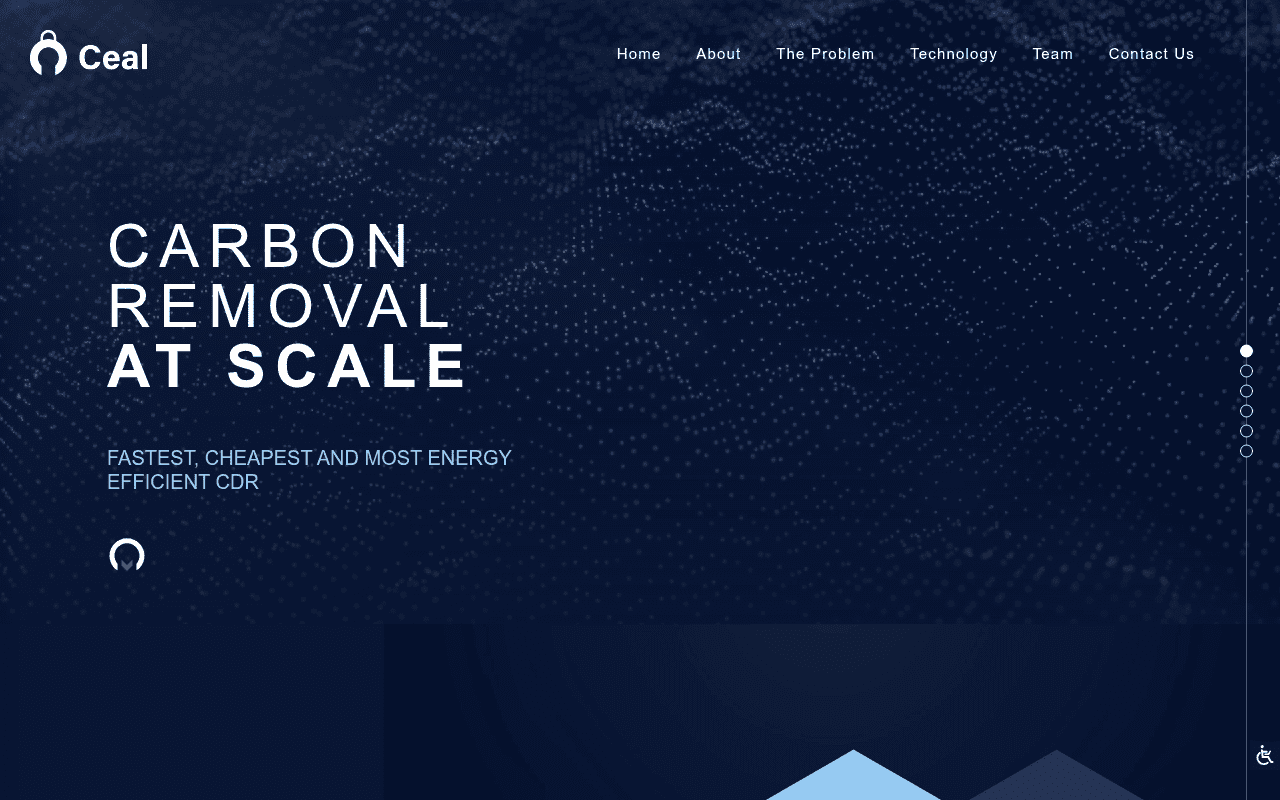 Ceal
Home About The Problem Technology Team Contact Us
CARBON
REMOVAL
AT SCALE
FASTEST, CHEAPEST AND MOST ENERGY
EFFICIENT CDR